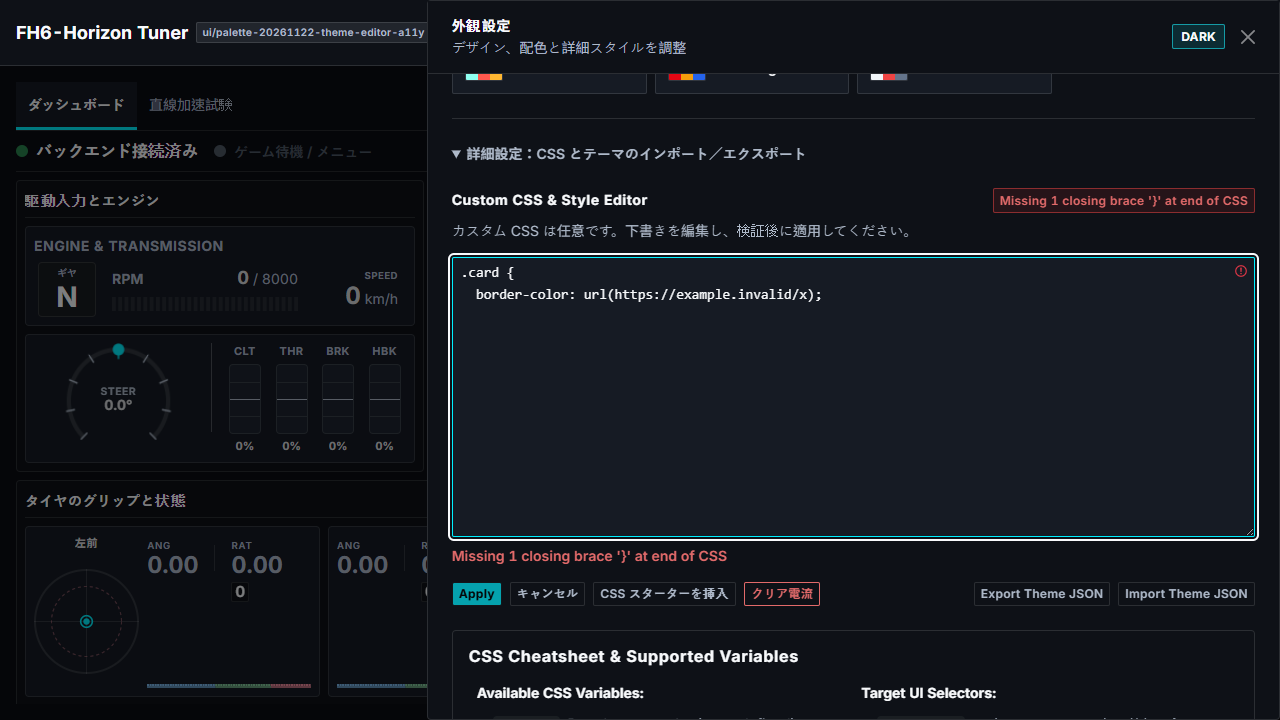 FH6-Horizon Tuner
ui/palette-20261122-theme-editor-a11y
ダッシュボード
直線加速試験
バックエンド接続済み
ゲーム待機 / メニュー
駆動入力とエンジン
ENGINE & TRANSMISSION
ギヤ
N
RPM
0 / 8000
SPEED
0 km/h
STEER
0.0°
CLT
THR
BRK
HBK
0%
0%
0%
0%
タイヤのグリップと状態
左前
ANG
0.00
RAT
0.00
0
ANG
0.00
外観設定
デザイン、配色と詳細スタイルを調整
DARK
▼ 詳細設定：CSS とテーマのインポート／エクスポート
Custom CSS & Style Editor
Missing 1 closing brace '}' at end of CSS
カスタム CSS は任意です。下書きを編集し、検証後に適用してください。
.card {
  border-color: url(https://example.invalid/x);
Missing 1 closing brace '}' at end of CSS
Apply
キャンセル
CSS スターターを挿入
クリア電流
Export Theme JSON
Import Theme JSON
CSS Cheatsheet & Supported Variables
Available CSS Variables:
Target UI Selectors: